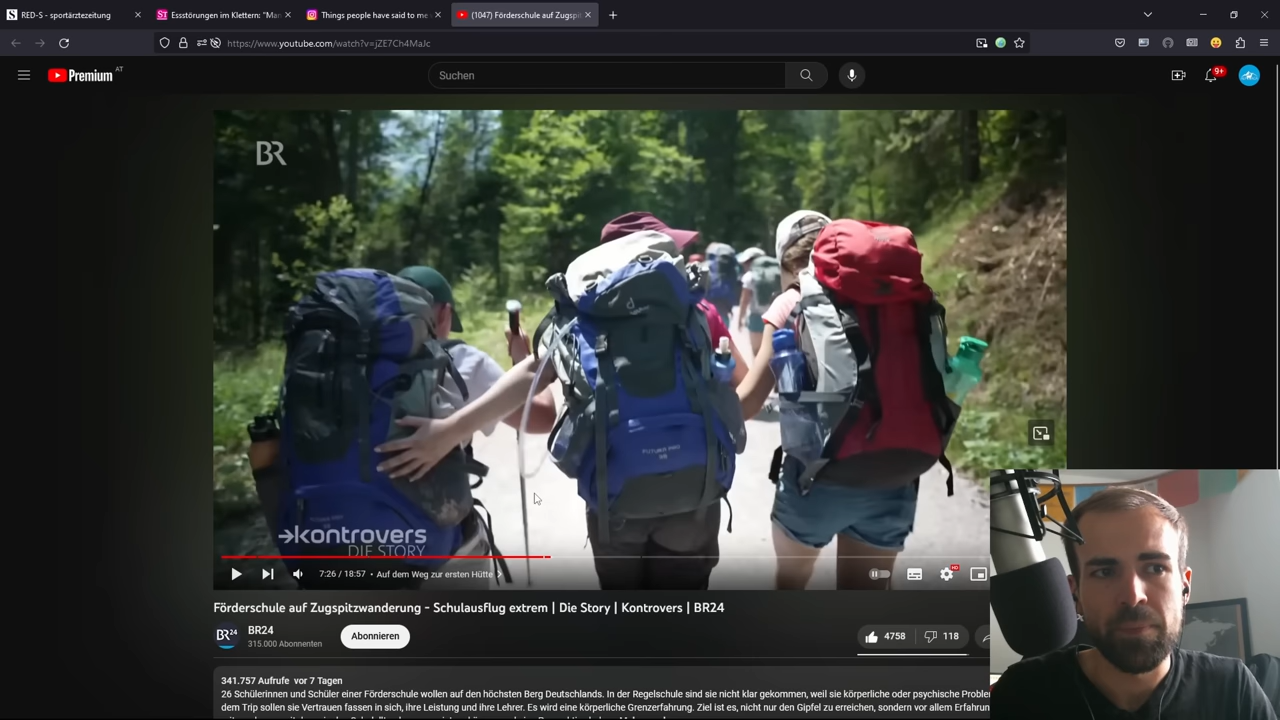 RED-S - sportärztezeitung
Essstörungen im Klettern: "Man
Things people have said to me
(1047) Förderschule auf Zugspi
https://www.youtube.com/watch?v=jZE7Ch4MaJc
Premium AT
Suchen
9+
BR
FUTURA PRO
kontrovers
DIE STORY
7:26 / 18:57 • Auf dem Weg zur ersten Hütte
HD
Förderschule auf Zugspitzwanderung - Schulausflug extrem | Die Story | Kontrovers | BR24
BR24
BR24
315.000 Abonnenten
Abonnieren
4758
118
341.757 Aufrufe vor 7 Tagen
26 Schülerinnen und Schüler einer Förderschule wollen auf den höchsten Berg Deutschlands. In der Regelschule sind sie nicht klar gekommen, weil sie körperliche oder psychische Proble
dem Trip sollen sie Vertrauen fassen in sich, ihre Leistung und ihre Lehrer. Es wird eine körperliche Grenzerfahrung. Ziel ist es, nicht nur den Gipfel zu erreichen, sondern vor allem Erfahrun